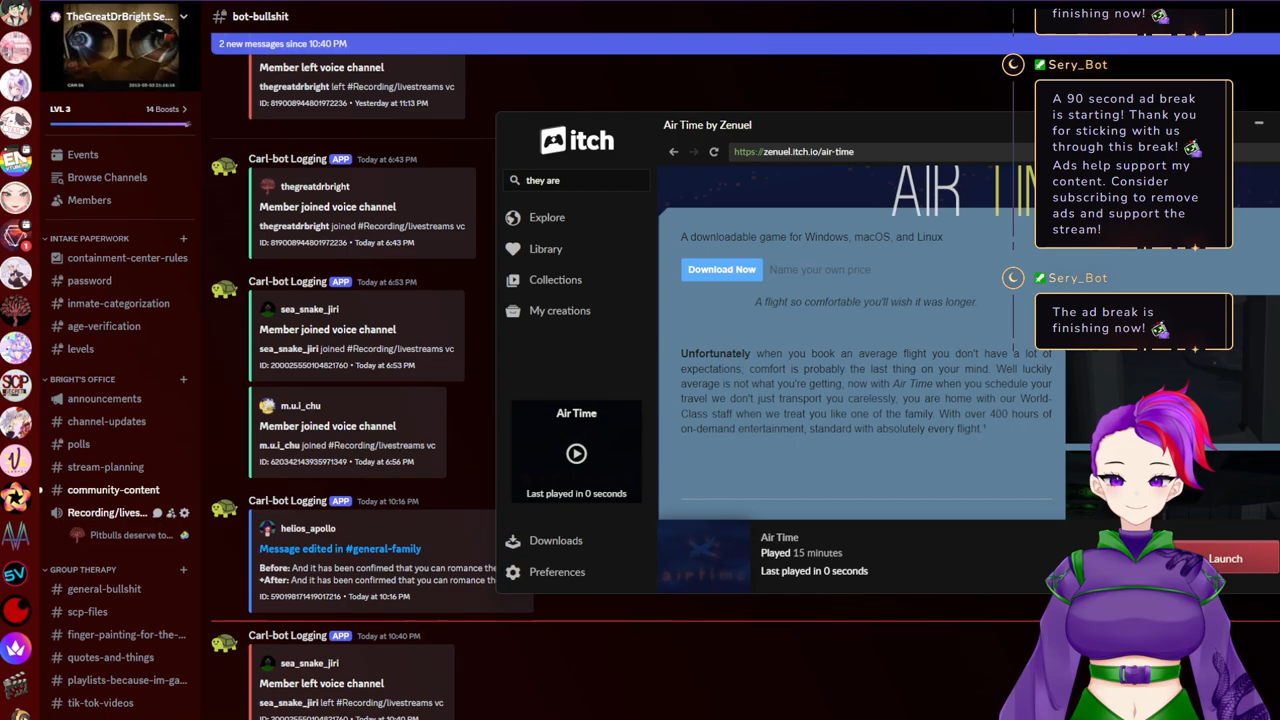 TheGreatDrBright Se...
LVL 3
14 Boosts
Events
Browse Channels
Members
INTAKE PAPERWORK
containment-center-rules
password
inmate-categorization
age-verification
levels
BRIGHT'S OFFICE
announcements
channel-updates
polls
stream-planning
community-content
Recording/lives...
Pitbulls deserve to...
GROUP THERAPY
general-bullshit
scp-files
finger-painting-for-the-...
quotes-and-things
playlists-because-im-ga...
tik-tok-videos
bot-bullshit
2 new messages since 10:40 PM
Member left voice channel
thegreatdrbright left #Recording/livestreams vc
ID: 819008944801972236 • Yesterday at 11:13 PM
Carl-bot Logging APP Today at 6:43 PM
thegreatdrbright
Member joined voice channel
thegreatdrbright joined #Recording/livestreams vc
ID: 819008944801972236 • Today at 6:43 PM
Carl-bot Logging APP Today at 6:53 PM
sea_snake_jiri
Member joined voice channel
sea_snake_jiri joined #Recording/livestreams vc
ID: 200025550104821760 • Today at 6:53 PM
m.u.i_chu
Member joined voice channel
m.u.i_chu joined #Recording/livestreams vc
ID: 620342143935971349 • Today at 6:56 PM
Carl-bot Logging APP Today at 10:16 PM
helios_apollo
Message edited in #general-family
Before: And it has been confirmed that you can romance the
+After: And it has been confirmed that you can romance the
ID: 590198171419017216 • Today at 10:16 PM
Carl-bot Logging APP Today at 10:40 PM
sea_snake_jiri
Member left voice channel
sea_snake_jiri left #Recording/livestreams vc
ID: 200025550104821760 • Today at 10:40 PM
itch
they are
Explore
Library
Collections
My creations
Air Time
Last played in 0 seconds
Downloads
Preferences
Air Time by Zenuel
https://zenuel.itch.io/air-time
AIR TIM
A downloadable game for Windows, macOS, and Linux
Download Now Name your own price
A flight so comfortable you'll wish it was longer.
Unfortunately when you book an average flight you don't have a lot of
expectations; comfort is probably the last thing on your mind. Well luckily
average is not what you're getting, now with Air Time when you schedule your
travel we don't just transport you carelessly, you are home with our World-
Class staff when we treat you like one of the family. With over 400 hours of
on-demand entertainment, standard with absolutely every flight.¹
airtime
Air Time
Played 15 minutes
Last played in 0 seconds
Launch
finishing now!
Sery_Bot
A 90 second ad break
is starting! Thank you
for sticking with us
through this break!
Ads help support my
content. Consider
subscribing to remove
ads and support the
stream!
Sery_Bot
The ad break is
finishing now!